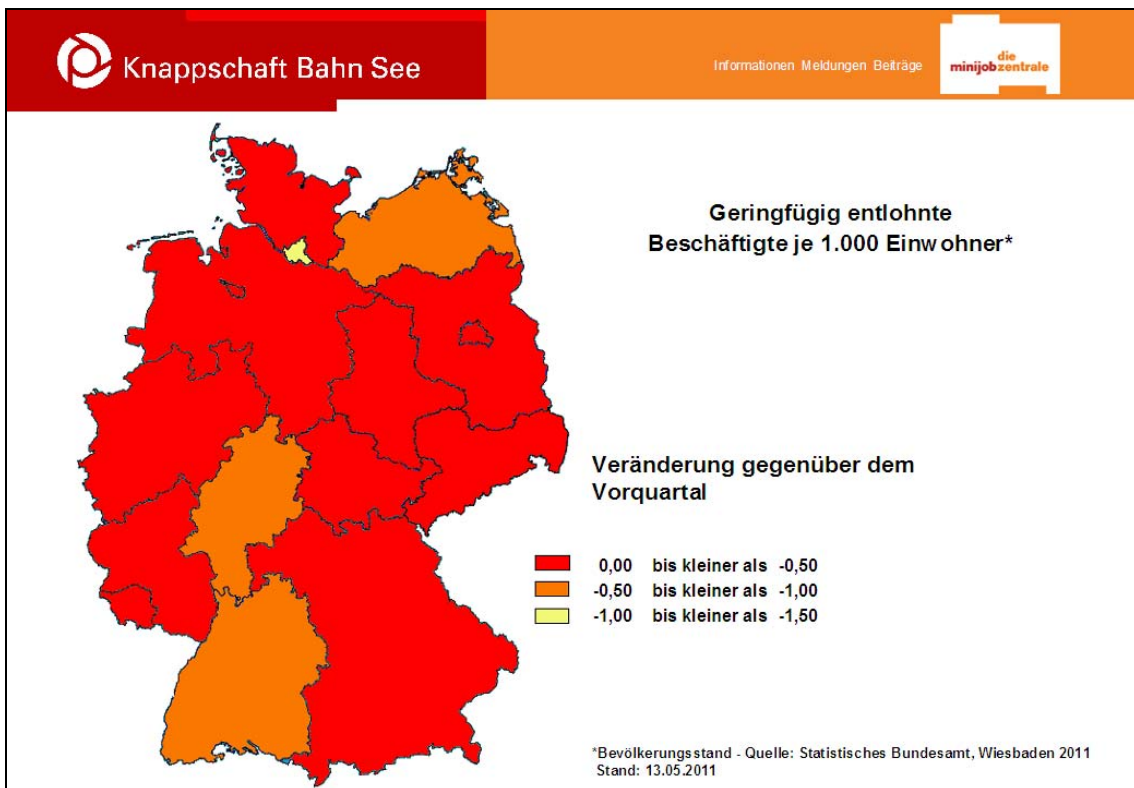 Knappschaft Bahn See
Informationen Meldungen Beiträge
die
minijobzentrale
Geringfügig entlohnte
Beschäftigte je 1.000 Einwohner*
Veränderung gegenüber dem
Vorquartal
0,00 bis kleiner als -0,50
-0,50 bis kleiner als -1,00
-1,00 bis kleiner als -1,50
*Bevölkerungsstand - Quelle: Statistisches Bundesamt, Wiesbaden 2011
Stand: 13.05.2011